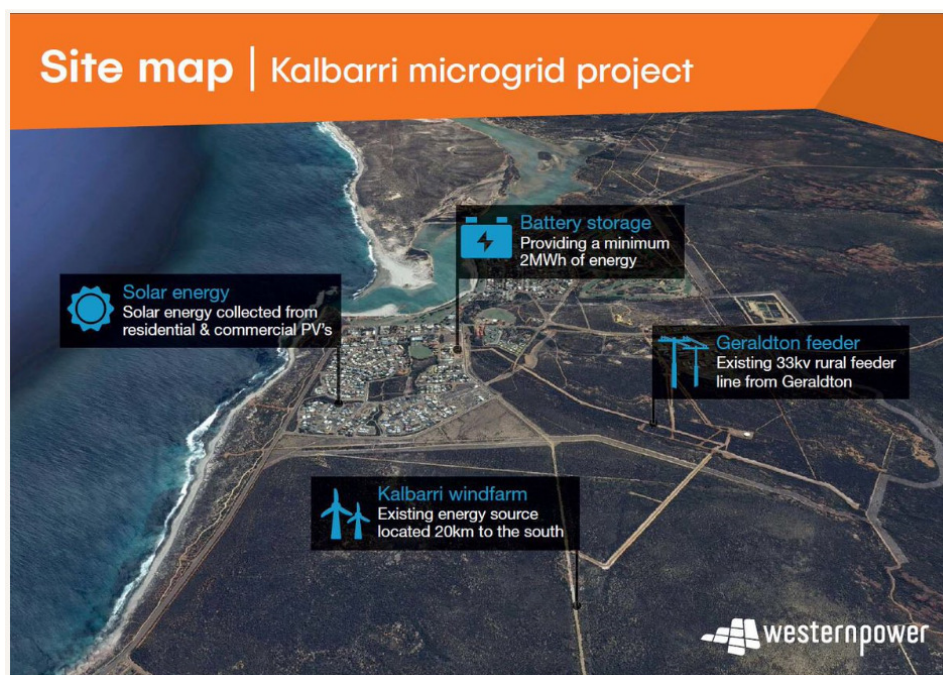 Site map | Kalbarri microgrid project
Battery storage
Providing a minimum
2MWh of energy
Solar energy
Solar energy collected from
residential & commercial PV's
Geraldton feeder
Existing 33kv rural feeder
line from Geraldton
Kalbarri windfarm
Existing energy source
located 20km to the south
westernpower